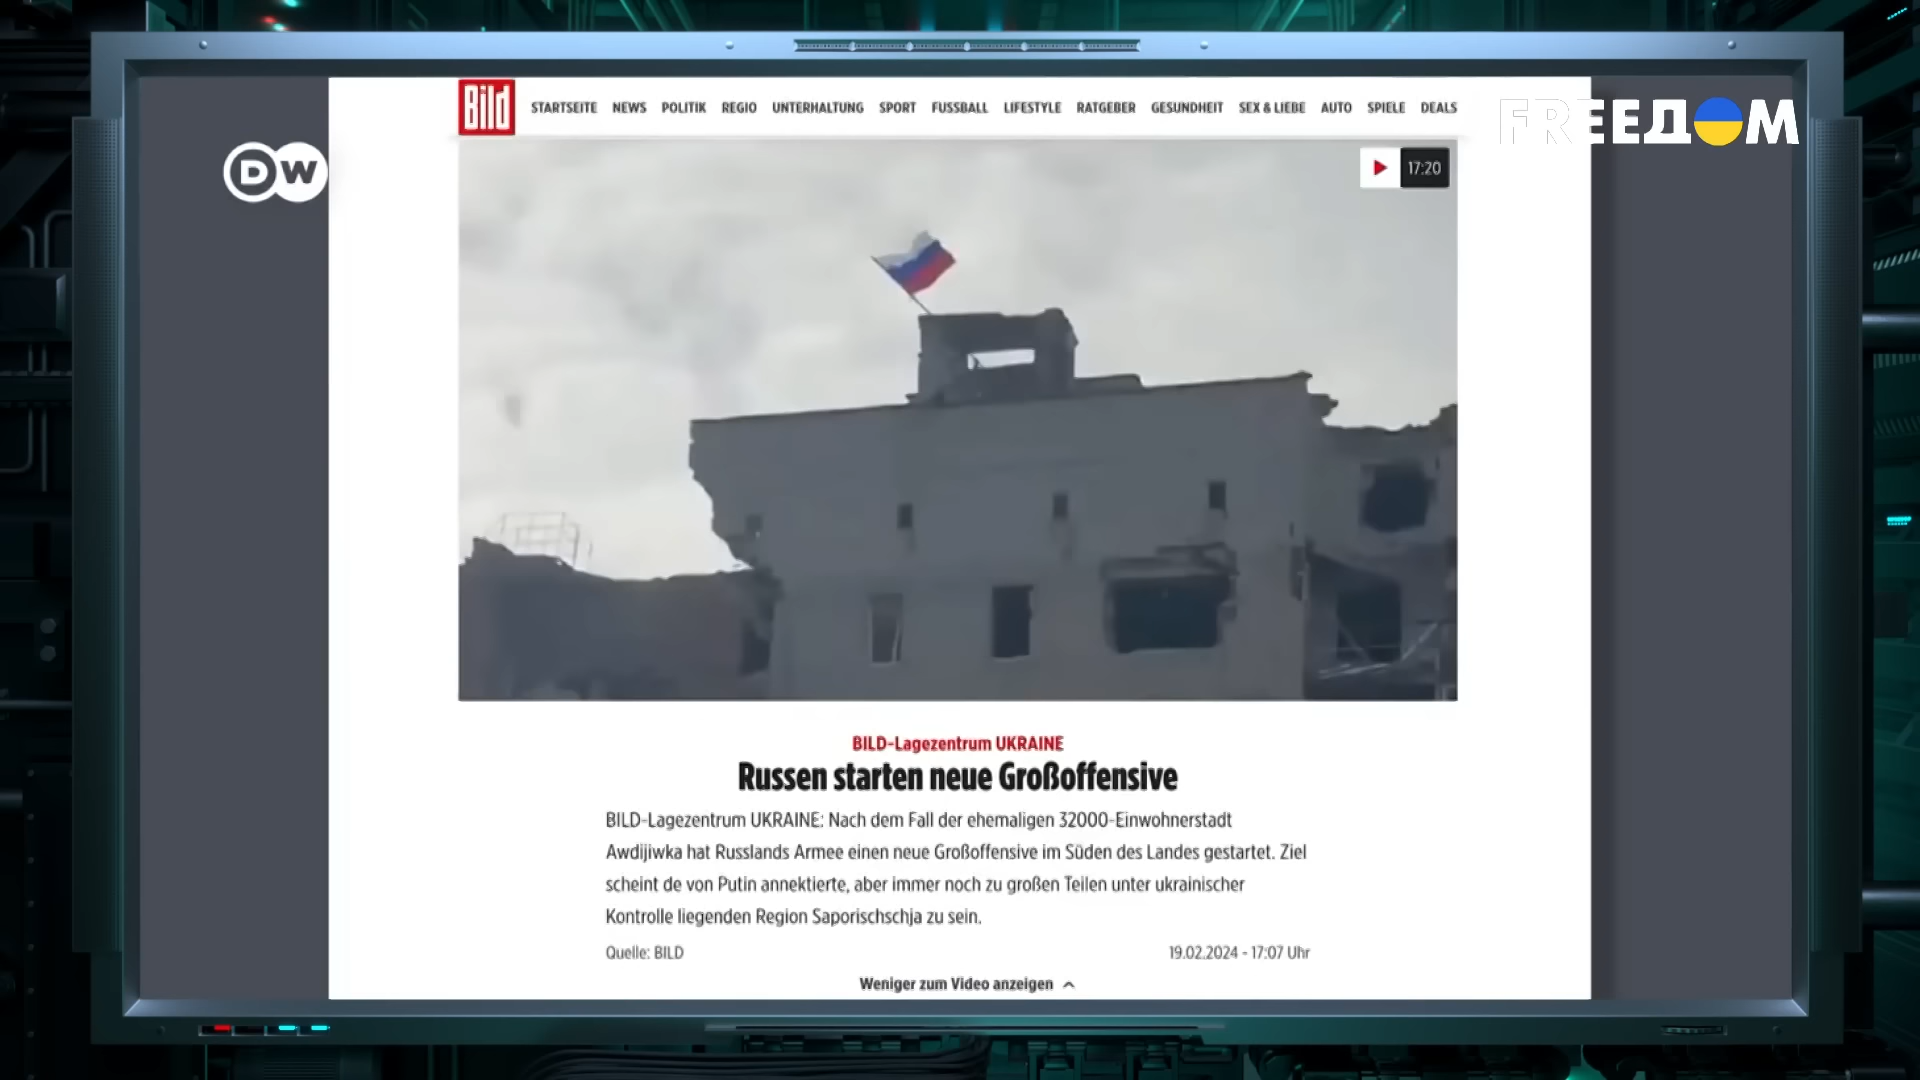 Bild
STARTSEITE NEWS POLITIK REGIO UNTERHALTUNG SPORT FUSSBALL LIFESTYLE RATGEBER GESUNDHEIT SEX & LIEBE AUTO SPIELE DEALS
FREEДОМ
DW
17:20
BILD-Lagezentrum UKRAINE
Russen starten neue Großoffensive
BILD-Lagezentrum UKRAINE: Nach dem Fall der ehemaligen 32000-Einwohnerstadt
Awdijiwka hat Russlands Armee einen neue Großoffensive im Süden des Landes gestartet. Ziel
scheint de von Putin annektierte, aber immer noch zu großen Teilen unter ukrainischer
Kontrolle liegenden Region Saporischschja zu sein.
Quelle: BILD 19.02.2024 - 17:07 Uhr
Weniger zum Video anzeigen